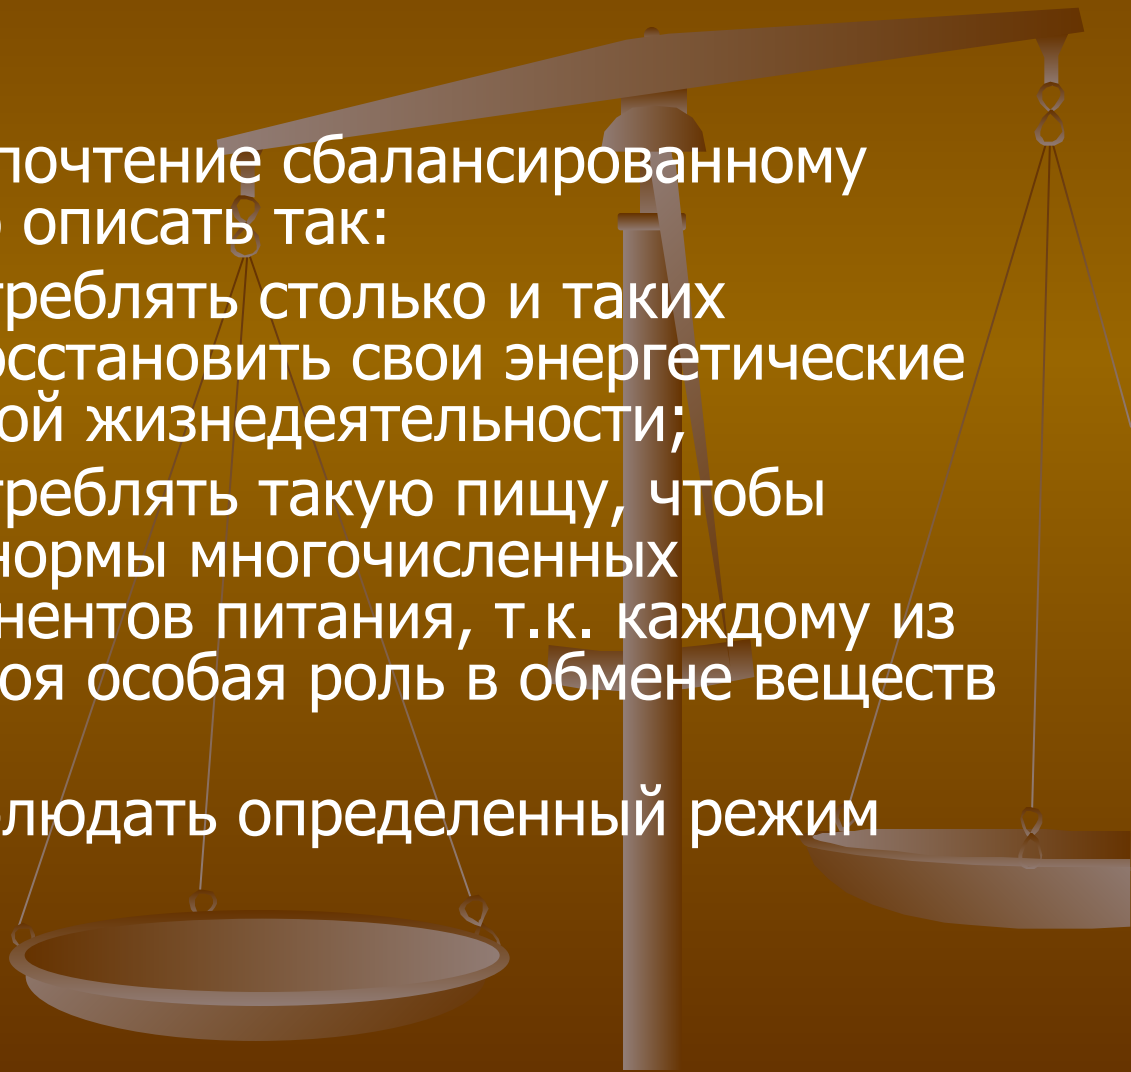 почтение сбалансированному
описать так:
треблять столько и таких
осстановить свои энергетические
ой жизнедеятельности;
треблять такую пищу, чтобы
нормы многочисленных
нентов питания, т.к. каждому из
оя особая роль в обмене веществ
людать определенный режим